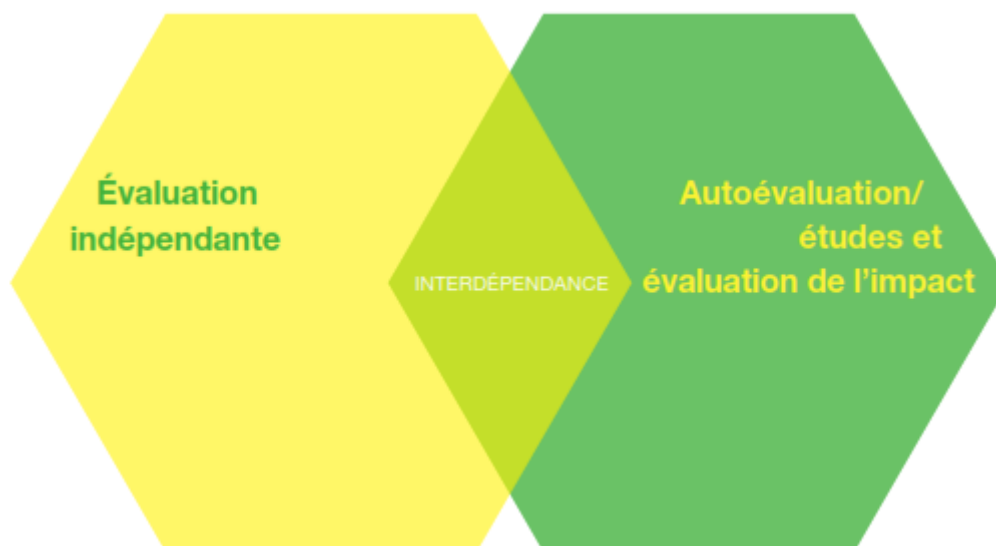 Évaluation
indépendante
INTERDÉPENDANCE
Autoévaluation/
études et
évaluation de l'impact